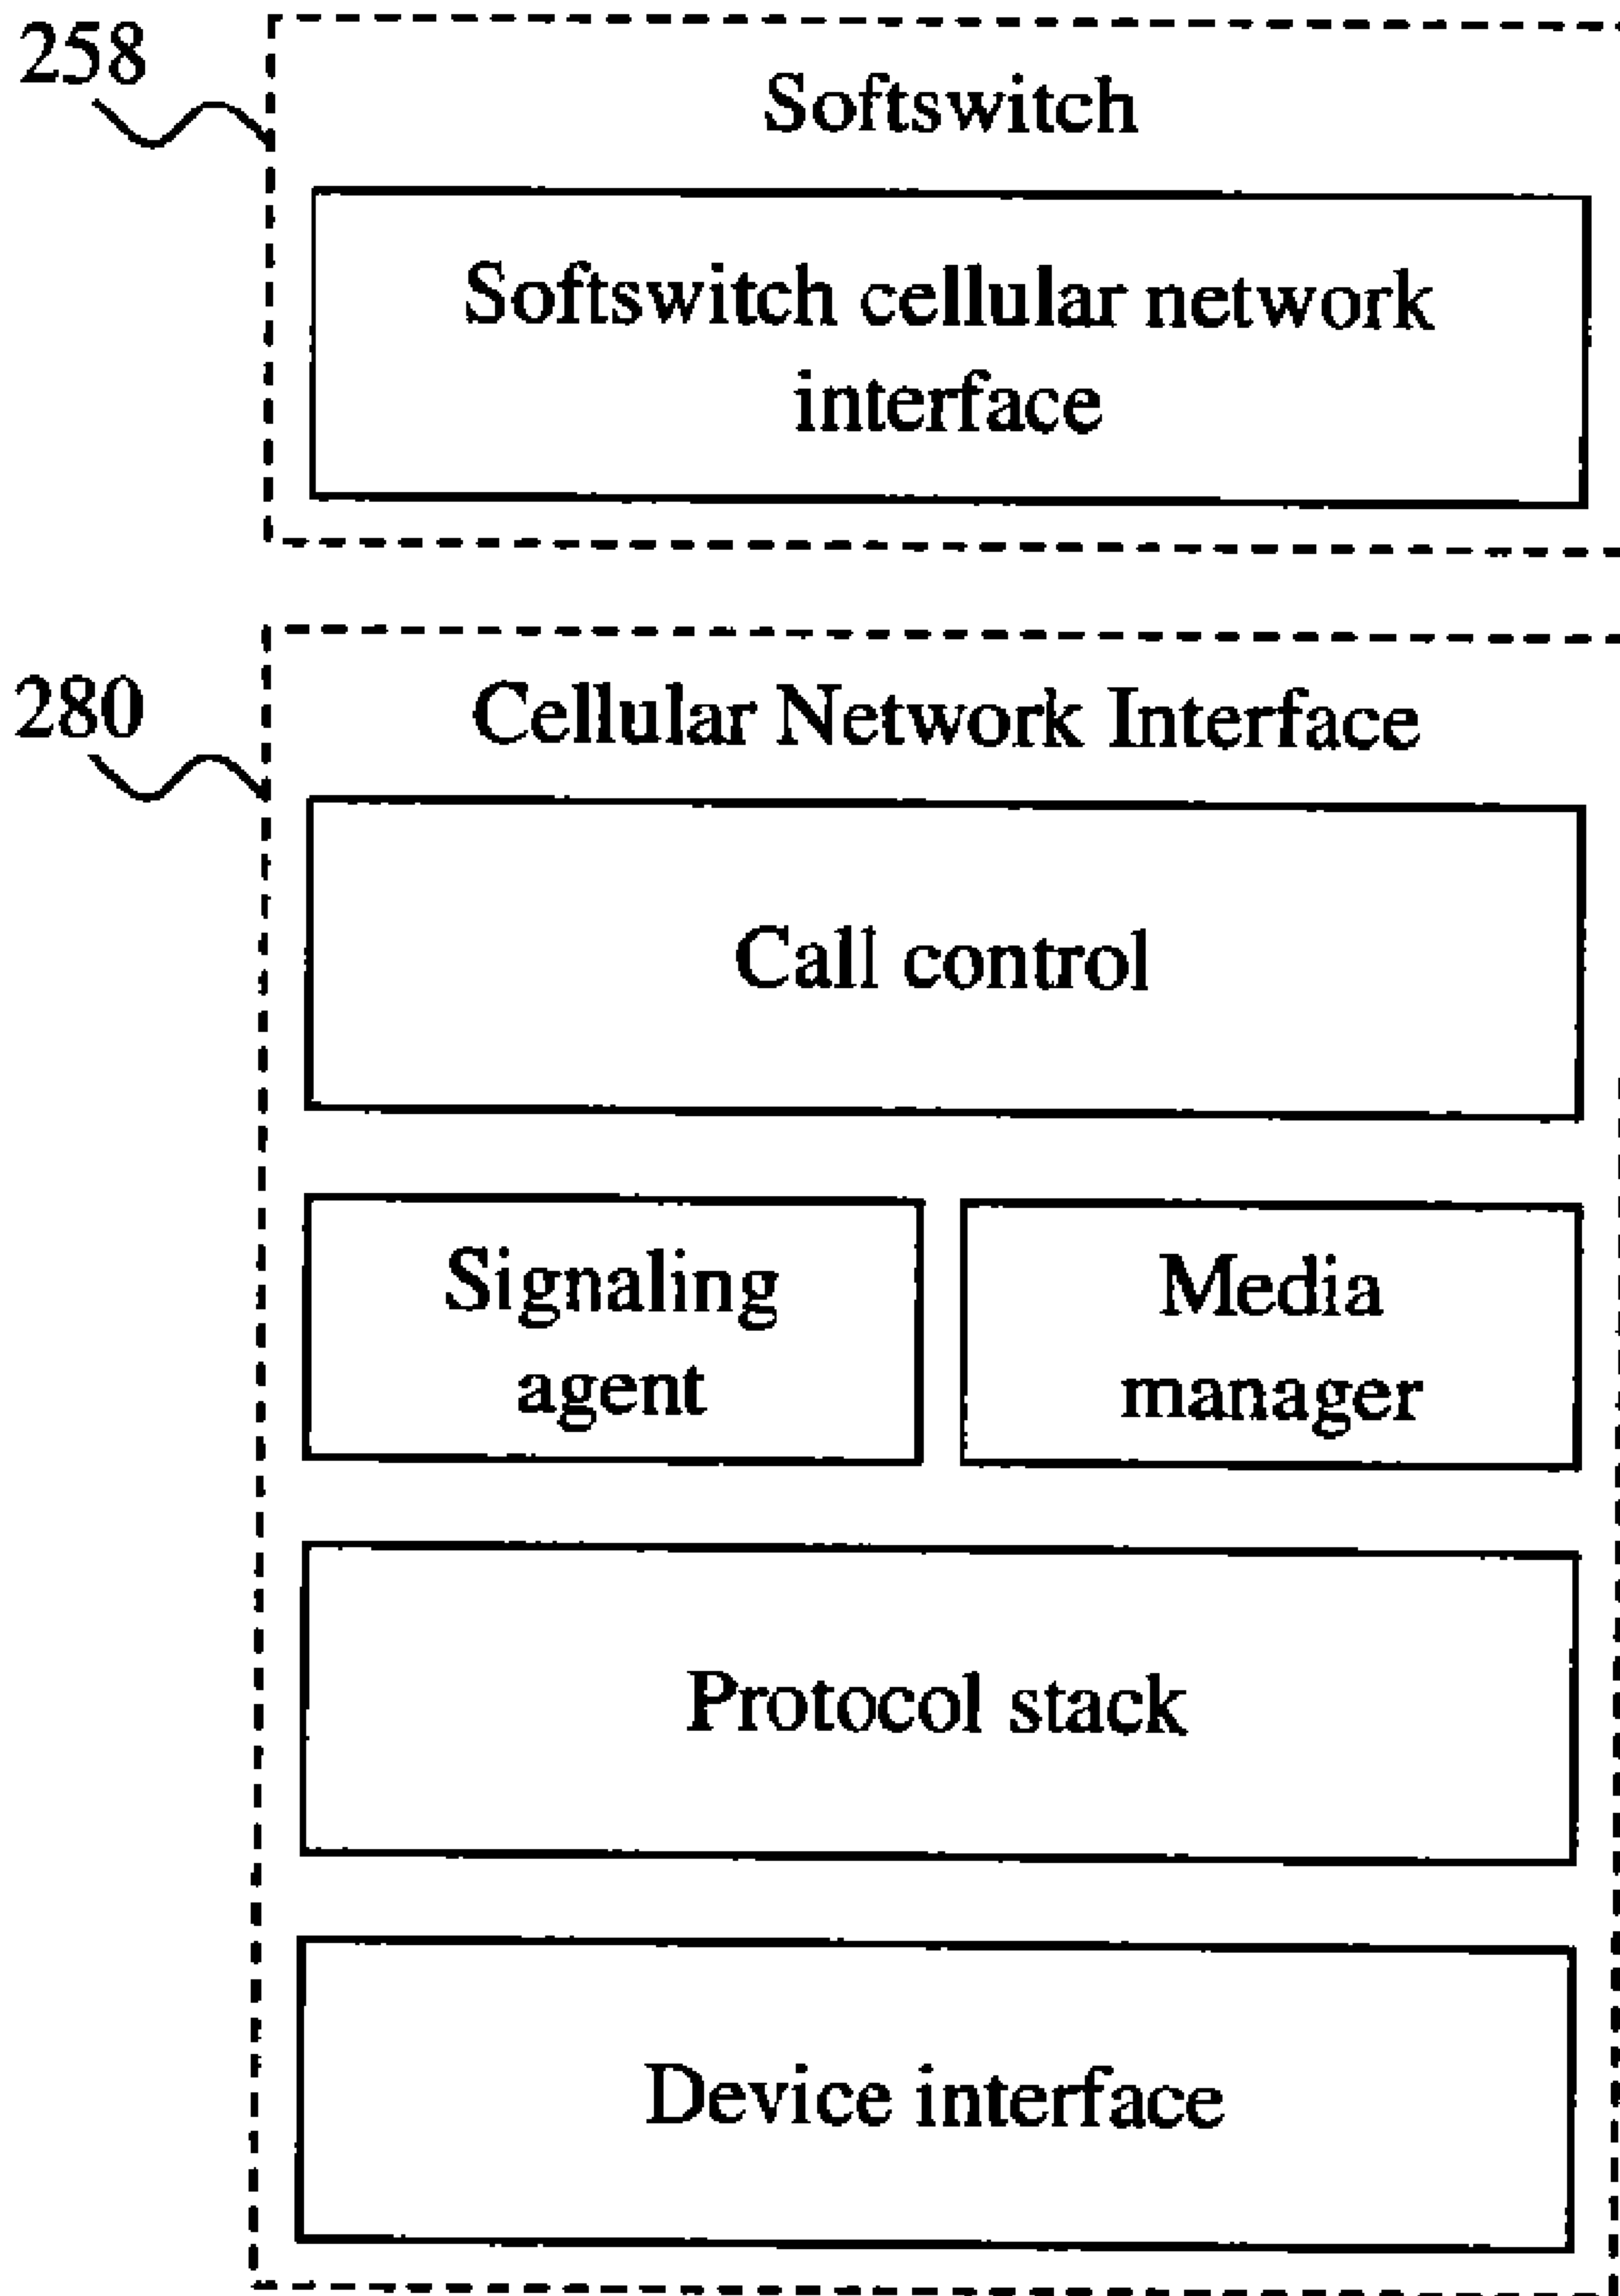 258
Softswitch
Softswitch cellular network
interface
280
Cellular Network Interface
Call control
Signaling
agent
Media
manager
Protocol stack
Device interface